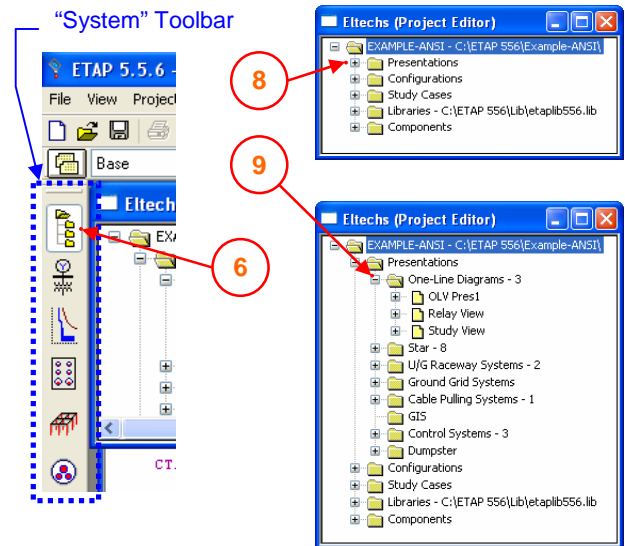 “System” Toolbar
ETAP 5.5.6 -
File View Project
Base
Eltech
EXA
CT.
6
8
Eltechs (Project Editor)
EXAMPLE-ANSI - C:\ETAP 556\Example-ANSI\
Presentations
Configurations
Study Cases
Libraries - C:\ETAP 556\Lib\etaplib556.lib
Components
9
Eltechs (Project Editor)
EXAMPLE-ANSI - C:\ETAP 556\Example-ANSI\
Presentations
One-Line Diagrams - 3
OLV Pres1
Relay View
Study View
Star - 8
U/G Raceway Systems - 2
Ground Grid Systems
Cable Pulling Systems - 1
GIS
Control Systems - 3
Dumpster
Configurations
Study Cases
Libraries - C:\ETAP 556\Lib\etaplib556.lib
Components